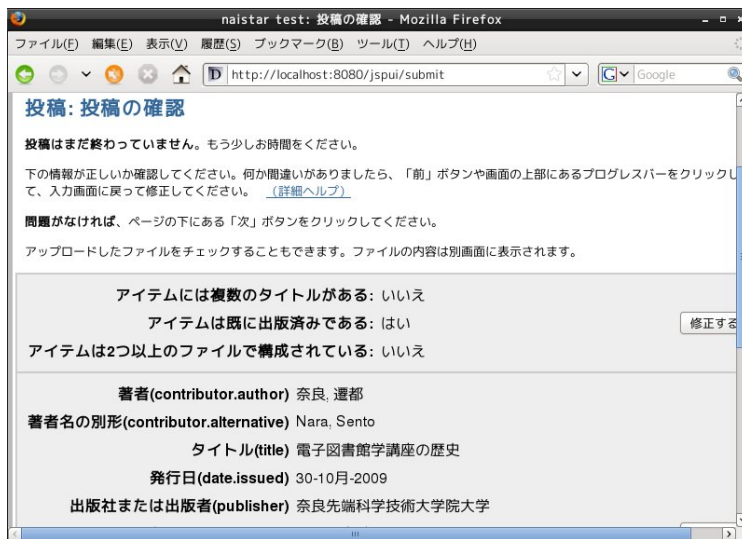 naistar test: 投稿の確認 - Mozilla Firefox
ファイル(F) 編集(E) 表示(V) 履歴(S) ブックマーク(B) ツール(T) ヘルプ(H)
http://localhost:8080/jspui/submit
Google
投稿: 投稿の確認
投稿はまだ終わっていません。もう少しお時間をください。
下の情報が正しいか確認してください。何か間違いがありましたら、「前」ボタンや画面の上部にあるプログレスバーをクリックし
て、入力画面に戻って修正してください。 (詳細ヘルプ)
問題がなければ、ページの下にある「次」ボタンをクリックしてください。
アップロードしたファイルをチェックすることもできます。ファイルの内容は別画面に表示されます。
アイテムには複数のタイトルがある: いいえ
アイテムは既に出版済みである: はい
修正する
アイテムは2つ以上のファイルで構成されている: いいえ
著者(contributor.author) 奈良, 遷都
著者名の別形(contributor.alternative) Nara, Sento
タイトル(title) 電子図書館学講座の歴史
発行日(date.issued) 30-10月-2009
出版社または出版者(publisher) 奈良先端科学技術大学院大学